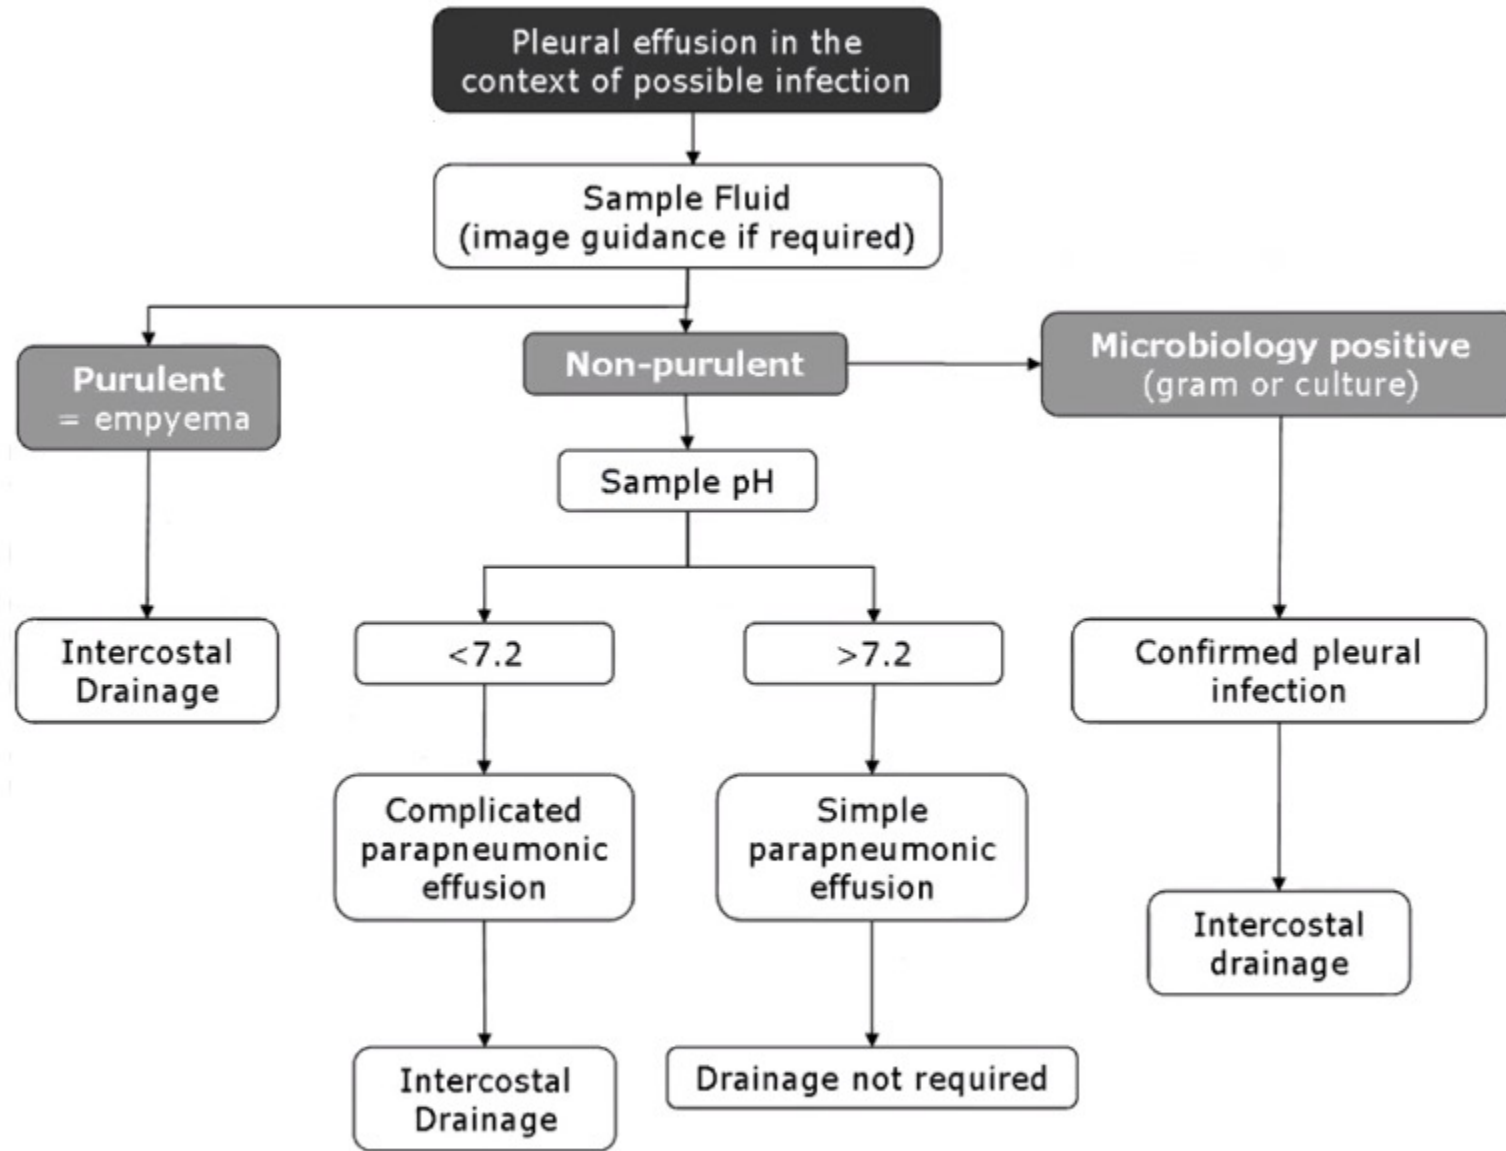 Pleural effusion in the
context of possible infection
Sample Fluid
(image guidance if required)
Purulent
= empyema
Non-purulent
Microbiology positive
(gram or culture)
Sample pH
Intercostal
Drainage
<7.2
>7.2
Confirmed pleural
infection
Complicated
parapneumonic
effusion
Simple
parapneumonic
effusion
Intercostal
drainage
Intercostal
Drainage
Drainage not required